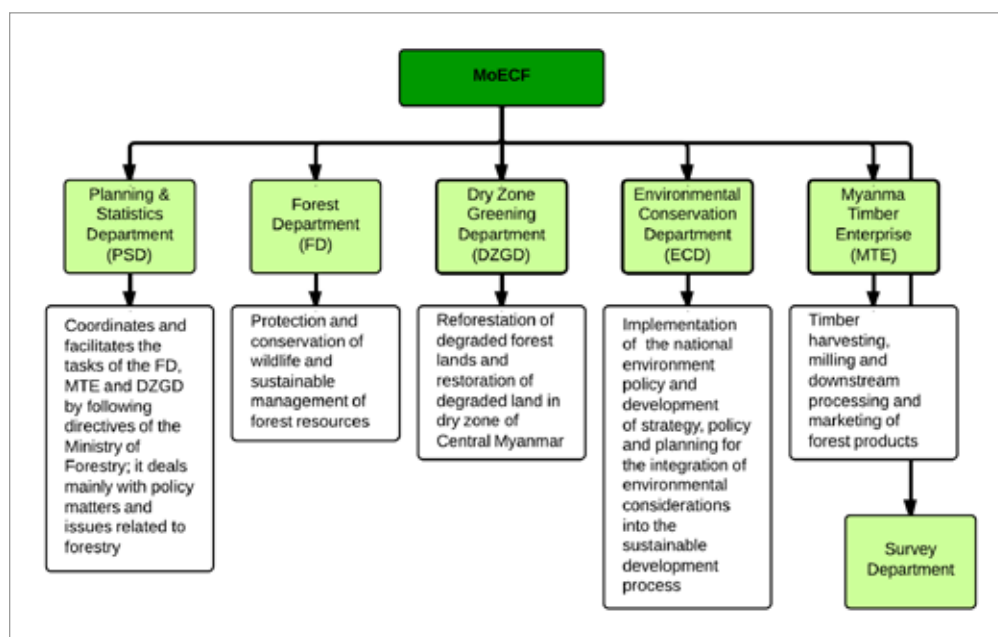 MoECF
Planning &
Statistics
Department
(PSD)
Forest
Department
(FD)
Dry Zone
Greening
Department
(DZGD)
Environmental
Conservation
Department
(ECD)
Myanma
Timber
Enterprise
(MTE)
Coordinates and
facilitates the
tasks of the FD,
MTE and DZGD
by following
directives of the
Ministry of
Forestry; it deals
mainly with policy
matters and
issues related to
forestry
Protection and
conservation of
wildlife and
sustainable
management of
forest resources
Reforestation of
degraded forest
lands and
restoration of
degraded land in
dry zone of
Central Myanmar
Implementation
of the national
environment
policy and
development
of strategy, policy
and planning for
the integration of
environmental
considerations
into the
sustainable
development
process
Timber
harvesting,
milling and
downstream
processing and
marketing of
forest products
Survey
Department